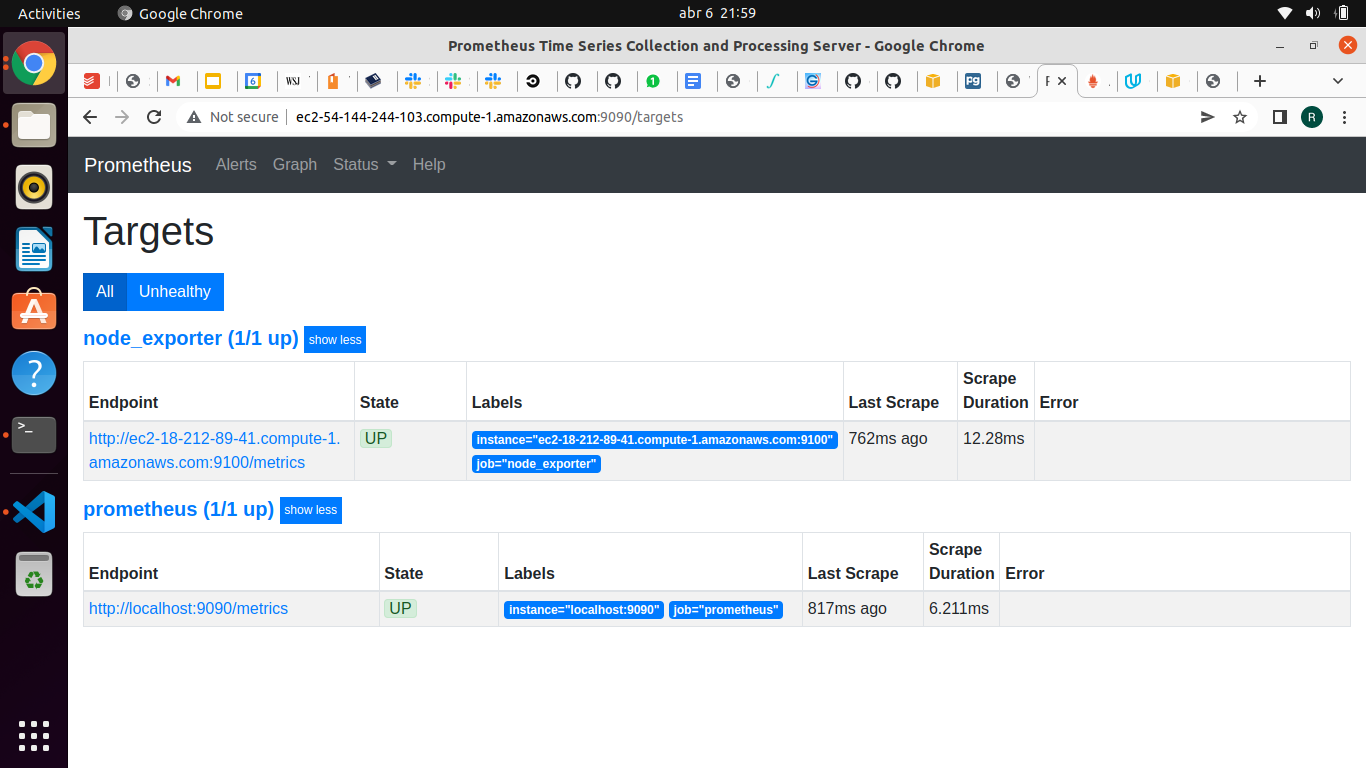 Activities Google Chrome abr 6 21:59
Prometheus Time Series Collection and Processing Server - Google Chrome
6 WSJ 1 pg P
Not secure ec2-54-144-244-103.compute-1.amazonaws.com:9090/targets R
Prometheus Alerts Graph Status Help
Targets
All Unhealthy
node_exporter (1/1 up) show less
Endpoint State Labels Last Scrape Scrape Duration Error
http://ec2-18-212-89-41.compute-1. UP instance="ec2-18-212-89-41.compute-1.amazonaws.com:9100" 762ms ago 12.28ms
amazonaws.com:9100/metrics job="node_exporter"
prometheus (1/1 up) show less
Endpoint State Labels Last Scrape Scrape Duration Error
http://localhost:9090/metrics UP instance="localhost:9090" job="prometheus" 817ms ago 6.211ms